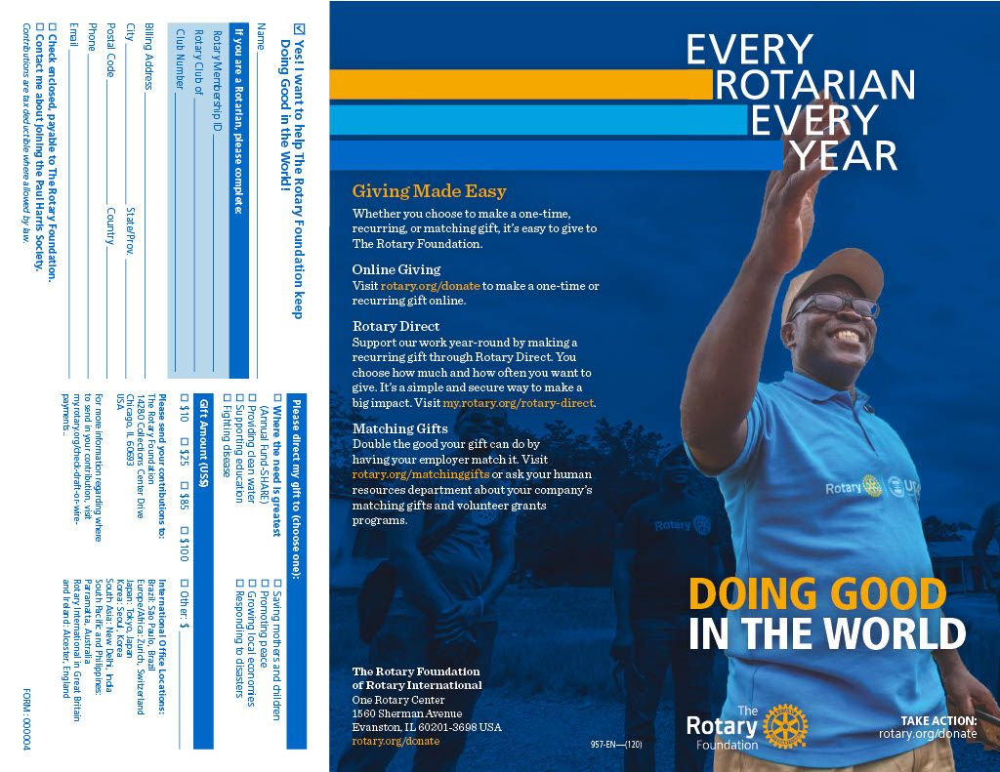 ☑ Yes! I want to help The Rotary Foundation keep
Doing Good in the World!
Name
If you are a Rotarian, please complete:
Rotary Membership ID
Rotary Club of
Club Number
Billing Address
City State/Prov.
Postal Code Country
Phone
Email
☐ Check enclosed, payable to The Rotary Foundation.
☐ Contact me about joining the Paul Harris Society.
Contributions are tax deductible where allowed by law.
Please direct my gift to (choose one):
☐ Where the need is greatest
(Annual Fund-SHARE)
☐ Providing clean water
☐ Supporting education
☐ Fighting disease
☐ Saving mothers and children
☐ Promoting peace
☐ Growing local economies
☐ Responding to disasters
Gift Amount (US$)
☐ $10 ☐ $25 ☐ $85 ☐ $100 ☐ Other: $
Please send your contributions to:
The Rotary Foundation
14280 Collections Center Drive
Chicago, IL 60693
USA
For more information regarding where
to send in your contribution, visit
my.rotary.org/check-draft-or-wire-
payments.
International Office Locations:
Brazil: São Paulo, Brazil
Europe/Africa: Zurich, Switzerland
Japan: Tokyo, Japan
Korea: Seoul, Korea
South Asia: New Delhi, India
South Pacific and Philippines:
Parramatta, Australia
Rotary International in Great Britain
and Ireland: Alcester, England
FORM: 000004
Giving Made Easy
Whether you choose to make a one-time,
recurring, or matching gift, it's easy to give to
The Rotary Foundation.
Online Giving
Visit rotary.org/donate to make a one-time or
recurring gift online.
Rotary Direct
Support our work year-round by making a
recurring gift through Rotary Direct. You
choose how much and how often you want to
give. It's a simple and secure way to make a
big impact. Visit my.rotary.org/rotary-direct.
Matching Gifts
Double the good your gift can do by
having your employer match it. Visit
rotary.org/matchinggifts or ask your human
resources department about your company's
matching gifts and volunteer grants
programs.
The Rotary Foundation
of Rotary International
One Rotary Center
1560 Sherman Avenue
Evanston, IL 60201-3698 USA
rotary.org/donate
957-EN—(120)
EVERY
ROTARIAN
EVERY
YEAR
Rotary
Rotary
DOING GOOD
IN THE WORLD
The
Rotary
Foundation
TAKE ACTION:
rotary.org/donate